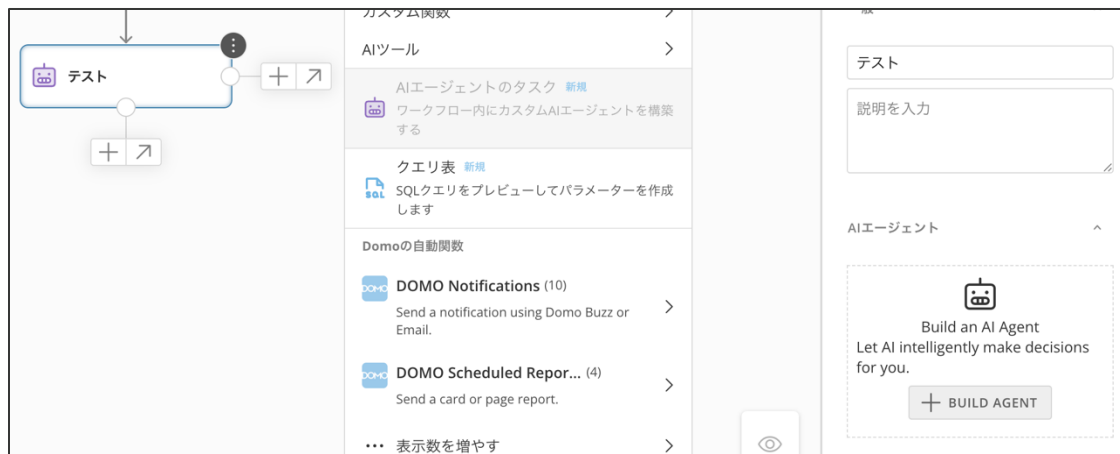 カスタム関数
AIツール
テスト
AIエージェントのタスク 新規
ワークフロー内にカスタムAIエージェントを構築
する
クエリ表 新規
SQL
SQLクエリをプレビューしてパラメーターを作成
します
Domoの自動関数
DOMO
DOMO Notifications (10)
Send a notification using Domo Buzz or
Email.
DOMO
DOMO Scheduled Repor... (4)
Send a card or page report.
表示数を増やす
テスト
説明を入力
AIエージェント
Build an AI Agent
Let AI intelligently make decisions
for you.
BUILD AGENT